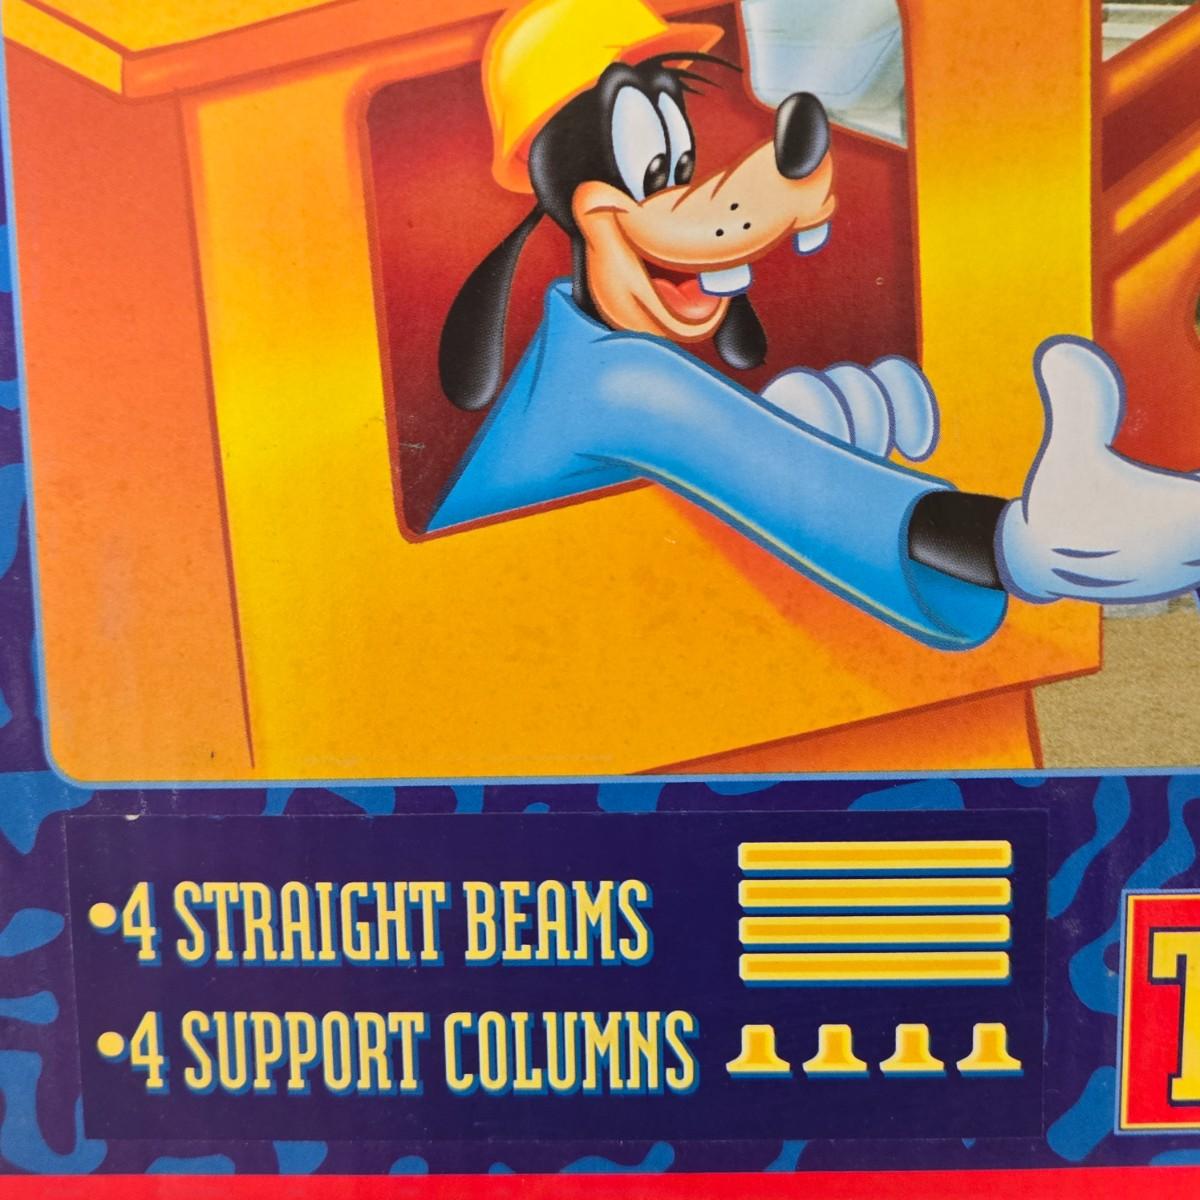 •4 STRAIGHT BEAMS
•4 SUPPORT COLUMNS
T